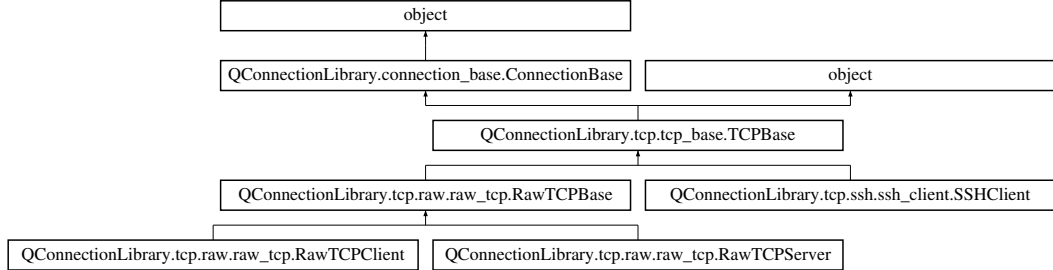 object
QConnectionLibrary.connection_base.ConnectionBase
object
QConnectionLibrary.tcp.tcp_base.TCPBase
QConnectionLibrary.tcp.raw.raw_tcp.RawTCPBase
QConnectionLibrary.tcp.ssh.ssh_client.SSHClient
QConnectionLibrary.tcp.raw.raw_tcp.RawTCPClient
QConnectionLibrary.tcp.raw.raw_tcp.RawTCPServer